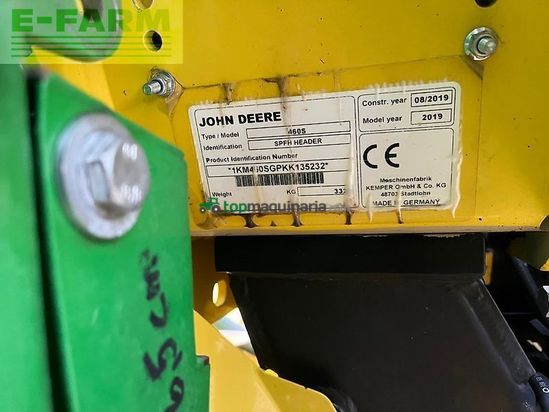 E-FARM
JOHN DEERE
Type / Model 460S
Identification SPFH HEADER
Product Identification Number
*1KM460SGPKK135232*
Weight KG 332
Constr. year 08/2019
Model year 2019
CE
Maschinenfabrik
KEMPER GmbH & Co. KG
48703 Stadtlohn
MADE IN GERMANY
topmaquinaria